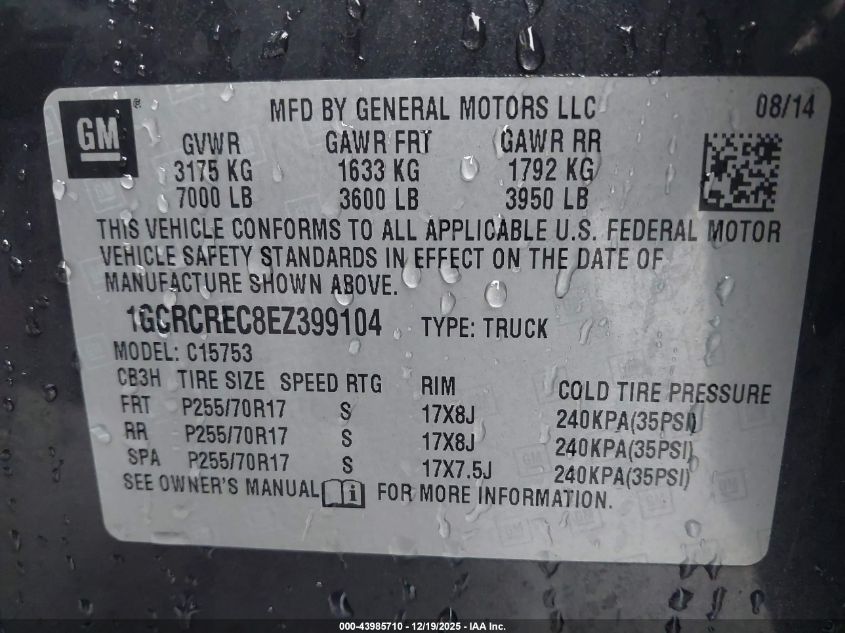 GM ® MFD BY GENERAL MOTORS LLC 08/14
GVWR GAWR FRT GAWR RR
3175 KG 1633 KG 1792 KG
7000 LB 3600 LB 3950 LB
THIS VEHICLE CONFORMS TO ALL APPLICABLE U.S. FEDERAL MOTOR
VEHICLE SAFETY STANDARDS IN EFFECT ON THE DATE OF
MANUFACTURE SHOWN ABOVE.
1GCRCREC8EZ399104 TYPE: TRUCK
MODEL: C15753
CB3H TIRE SIZE SPEED RTG RIM COLD TIRE PRESSURE
FRT P255/70R17 S 17X8J 240KPA(35PSI)
RR P255/70R17 S 17X8J 240KPA(35PSI)
SPA P255/70R17 S 17X7.5J 240KPA(35PSI)
SEE OWNER'S MANUAL FOR MORE INFORMATION.
000-43985710 - 12/19/2025 - IAA Inc.